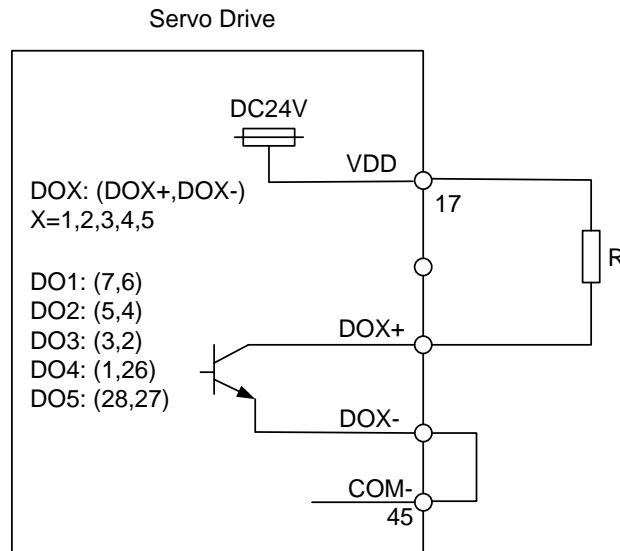 Servo Drive
DC24V
VDD
17
DOX: (DOX+,DOX-)
X=1,2,3,4,5
R
DO1: (7,6)
DO2: (5,4)
DO3: (3,2)
DO4: (1,26)
DO5: (28,27)
DOX+
DOX-
COM-
45